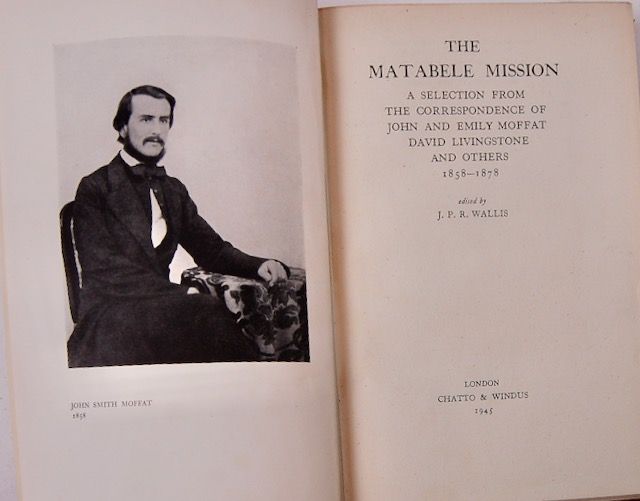 JOHN SMITH MOFFAT
1858
THE
MATABELE MISSION
A SELECTION FROM
THE CORRESPONDENCE OF
JOHN AND EMILY MOFFAT
DAVID LIVINGSTONE
AND OTHERS
1858–1878
edited by
J. P. R. WALLIS
LONDON
CHATTO & WINDUS
1945